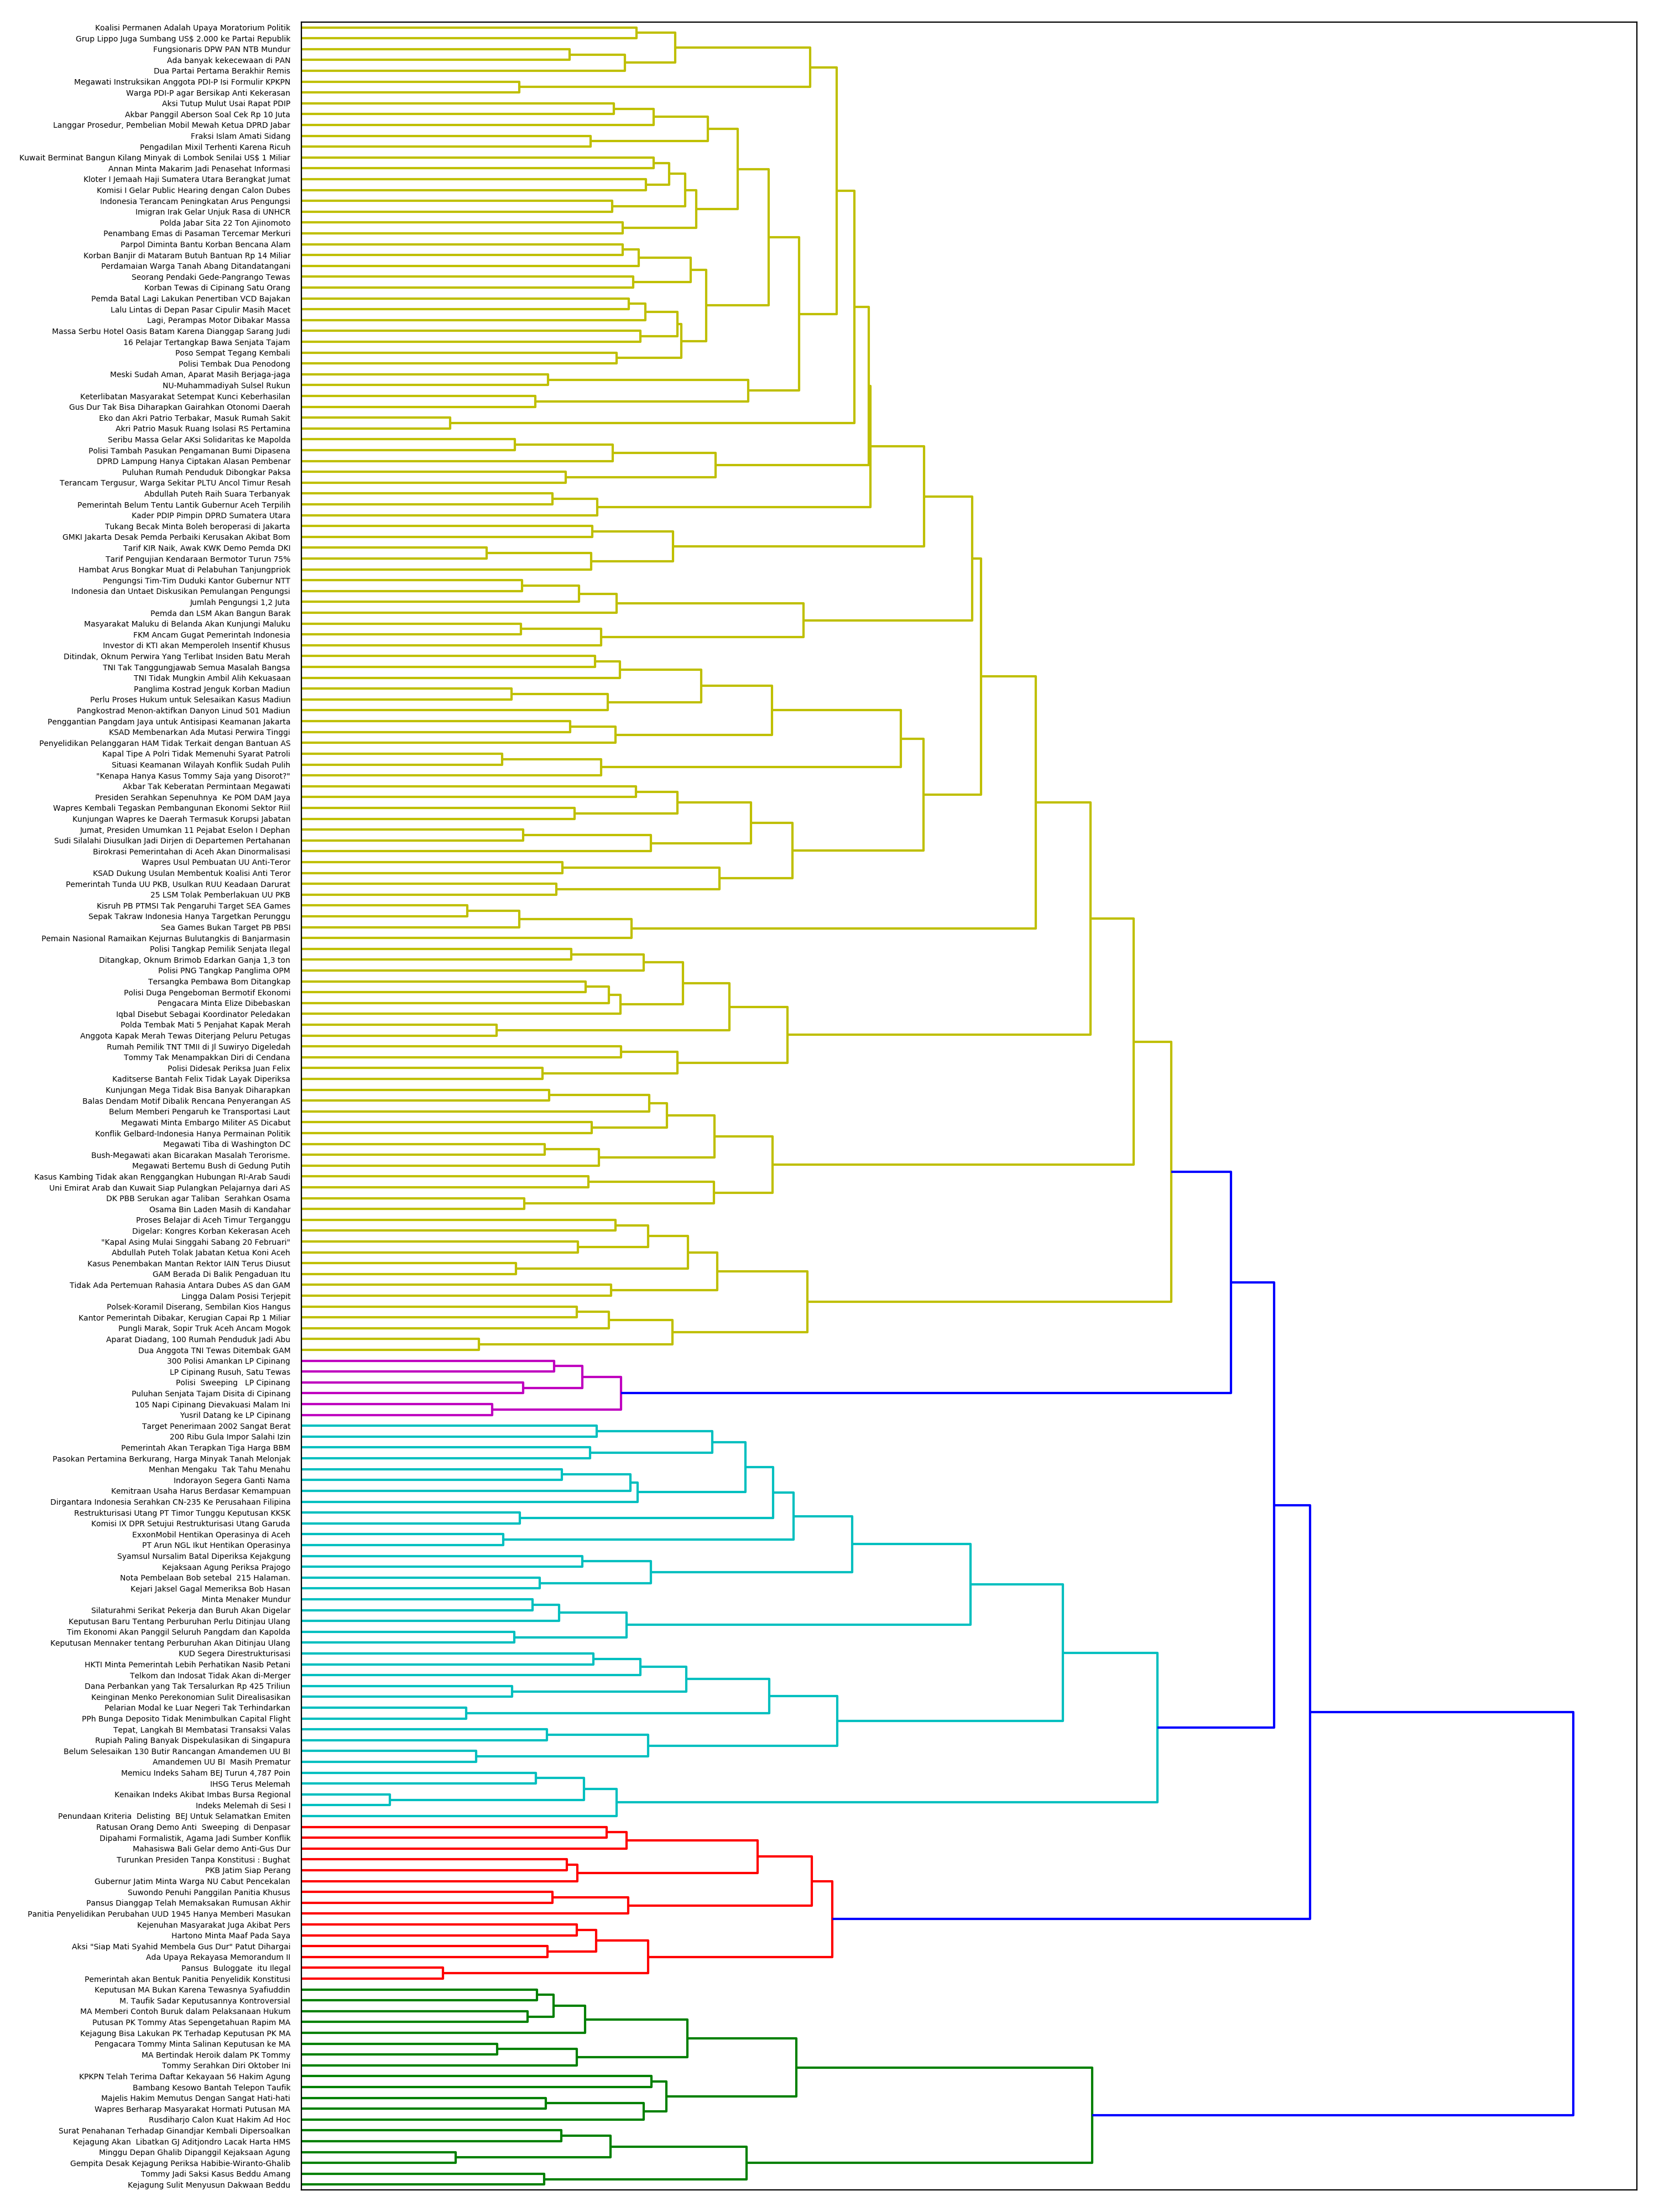 Koalisi Permanen Adalah Upaya Moratorium Politik
Grup Lippo Juga Sumbang US$ 2.000 ke Partai Republik
Fungsionaris DPW PAN NTB Mundur
Ada banyak kekecewaan di PAN
Dua Partai Pertama Berakhir Remis
Megawati Instruksikan Anggota PDI-P Isi Formulir KPKPN
Warga PDI-P agar Bersikap Anti Kekerasan
Aksi Tutup Mulut Usai Rapat PDIP
Akbar Panggil Aberson Soal Cek Rp 10 Juta
Langgar Prosedur, Pembelian Mobil Mewah Ketua DPRD Jabar
Fraksi Islam Amati Sidang
Pengadilan Mixil Terhenti Karena Ricuh
Kuwait Berminat Bangun Kilang Minyak di Lombok Senilai US$ 1 Miliar
Annan Minta Makarim Jadi Penasehat Informasi
Kloter I Jemaah Haji Sumatera Utara Berangkat Jumat
Komisi I Gelar Public Hearing dengan Calon Dubes
Indonesia Terancam Peningkatan Arus Pengungsi
Imigran Irak Gelar Unjuk Rasa di UNHCR
Polda Jabar Sita 22 Ton Ajinomoto
Penambang Emas di Pasaman Tercemar Merkuri
Parpol Diminta Bantu Korban Bencana Alam
Korban Banjir di Mataram Butuh Bantuan Rp 14 Miliar
Perdamaian Warga Tanah Abang Ditandatangani
Seorang Pendaki Gede-Pangrango Tewas
Korban Tewas di Cipinang Satu Orang
Pemda Batal Lagi Lakukan Penertiban VCD Bajakan
Lalu Lintas di Depan Pasar Cipulir Masih Macet
Lagi, Perampas Motor Dibakar Massa
Massa Serbu Hotel Oasis Batam Karena Dianggap Sarang Judi
16 Pelajar Tertangkap Bawa Senjata Tajam
Poso Sempat Tegang Kembali
Polisi Tembak Dua Penodong
Meski Sudah Aman, Aparat Masih Berjaga-jaga
NU-Muhammadiyah Sulsel Rukun
Keterlibatan Masyarakat Setempat Kunci Keberhasilan
Gus Dur Tak Bisa Diharapkan Gairahkan Otonomi Daerah
Eko dan Akri Patrio Terbakar, Masuk Rumah Sakit
Akri Patrio Masuk Ruang Isolasi RS Pertamina
Seribu Massa Gelar AKsi Solidaritas ke Mapolda
Polisi Tambah Pasukan Pengamanan Bumi Dipasena
DPRD Lampung Hanya Ciptakan Alasan Pembenar
Puluhan Rumah Penduduk Dibongkar Paksa
Terancam Tergusur, Warga Sekitar PLTU Ancol Timur Resah
Abdullah Puteh Raih Suara Terbanyak
Pemerintah Belum Tentu Lantik Gubernur Aceh Terpilih
Kader PDIP Pimpin DPRD Sumatera Utara
Tukang Becak Minta Boleh beroperasi di Jakarta
GMKI Jakarta Desak Pemda Perbaiki Kerusakan Akibat Bom
Tarif KIR Naik, Awak KWK Demo Pemda DKI
Tarif Pengujian Kendaraan Bermotor Turun 75%
Hambat Arus Bongkar Muat di Pelabuhan Tanjungpriok
Pengungsi Tim-Tim Duduki Kantor Gubernur NTT
Indonesia dan Untaet Diskusikan Pemulangan Pengungsi
Jumlah Pengungsi 1,2 Juta
Pemda dan LSM Akan Bangun Barak
Masyarakat Maluku di Belanda Akan Kunjungi Maluku
FKM Ancam Gugat Pemerintah Indonesia
Investor di KTI akan Memperoleh Insentif Khusus
Ditindak, Oknum Perwira Yang Terlibat Insiden Batu Merah
TNI Tak Tanggungjawab Semua Masalah Bangsa
TNI Tidak Mungkin Ambil Alih Kekuasaan
Panglima Kostrad Jenguk Korban Madiun
Perlu Proses Hukum untuk Selesaikan Kasus Madiun
Pangkostrad Menon-aktifkan Danyon Linud 501 Madiun
Penggantian Pangdam Jaya untuk Antisipasi Keamanan Jakarta
KSAD Membenarkan Ada Mutasi Perwira Tinggi
Penyelidikan Pelanggaran HAM Tidak Terkait dengan Bantuan AS
Kapal Tipe A Polri Tidak Memenuhi Syarat Patroli
Situasi Keamanan Wilayah Konflik Sudah Pulih
"Kenapa Hanya Kasus Tommy Saja yang Disorot?"
Akbar Tak Keberatan Permintaan Megawati
Presiden Serahkan Sepenuhnya  Ke POM DAM Jaya
Wapres Kembali Tegaskan Pembangunan Ekonomi Sektor Riil
Kunjungan Wapres ke Daerah Termasuk Korupsi Jabatan
Jumat, Presiden Umumkan 11 Pejabat Eselon I Dephan
Sudi Silalahi Diusulkan Jadi Dirjen di Departemen Pertahanan
Birokrasi Pemerintahan di Aceh Akan Dinormalisasi
Wapres Usul Pembuatan UU Anti-Teror
KSAD Dukung Usulan Membentuk Koalisi Anti Teror
Pemerintah Tunda UU PKB, Usulkan RUU Keadaan Darurat
25 LSM Tolak Pemberlakuan UU PKB
Kisruh PB PTMSI Tak Pengaruhi Target SEA Games
Sepak Takraw Indonesia Hanya Targetkan Perunggu
Sea Games Bukan Target PB PBSI
Pemain Nasional Ramaikan Kejurnas Bulutangkis di Banjarmasin
Polisi Tangkap Pemilik Senjata Ilegal
Ditangkap, Oknum Brimob Edarkan Ganja 1,3 ton
Polisi PNG Tangkap Panglima OPM
Tersangka Pembawa Bom Ditangkap
Polisi Duga Pengeboman Bermotif Ekonomi
Pengacara Minta Elize Dibebaskan
Iqbal Disebut Sebagai Koordinator Peledakan
Polda Tembak Mati 5 Penjahat Kapak Merah
Anggota Kapak Merah Tewas Diterjang Peluru Petugas
Rumah Pemilik TNT TMII di Jl Suwiryo Digeledah
Tommy Tak Menampakkan Diri di Cendana
Polisi Didesak Periksa Juan Felix
Kaditserse Bantah Felix Tidak Layak Diperiksa
Kunjungan Mega Tidak Bisa Banyak Diharapkan
Balas Dendam Motif Dibalik Rencana Penyerangan AS
Belum Memberi Pengaruh ke Transportasi Laut
Megawati Minta Embargo Militer AS Dicabut
Konflik Gelbard-Indonesia Hanya Permainan Politik
Megawati Tiba di Washington DC
Bush-Megawati akan Bicarakan Masalah Terorisme.
Megawati Bertemu Bush di Gedung Putih
Kasus Kambing Tidak akan Renggangkan Hubungan RI-Arab Saudi
Uni Emirat Arab dan Kuwait Siap Pulangkan Pelajarnya dari AS
DK PBB Serukan agar Taliban  Serahkan Osama
Osama Bin Laden Masih di Kandahar
Proses Belajar di Aceh Timur Terganggu
Digelar: Kongres Korban Kekerasan Aceh
"Kapal Asing Mulai Singgahi Sabang 20 Februari"
Abdullah Puteh Tolak Jabatan Ketua Koni Aceh
Kasus Penembakan Mantan Rektor IAIN Terus Diusut
GAM Berada Di Balik Pengaduan Itu
Tidak Ada Pertemuan Rahasia Antara Dubes AS dan GAM
Lingga Dalam Posisi Terjepit
Polsek-Koramil Diserang, Sembilan Kios Hangus
Kantor Pemerintah Dibakar, Kerugian Capai Rp 1 Miliar
Pungli Marak, Sopir Truk Aceh Ancam Mogok
Aparat Diadang, 100 Rumah Penduduk Jadi Abu
Dua Anggota TNI Tewas Ditembak GAM
300 Polisi Amankan LP Cipinang
LP Cipinang Rusuh, Satu Tewas
Polisi  Sweeping   LP Cipinang
Puluhan Senjata Tajam Disita di Cipinang
105 Napi Cipinang Dievakuasi Malam Ini
Yusril Datang ke LP Cipinang
Target Penerimaan 2002 Sangat Berat
200 Ribu Gula Impor Salahi Izin
Pemerintah Akan Terapkan Tiga Harga BBM
Pasokan Pertamina Berkurang, Harga Minyak Tanah Melonjak
Menhan Mengaku  Tak Tahu Menahu
Indorayon Segera Ganti Nama
Kemitraan Usaha Harus Berdasar Kemampuan
Dirgantara Indonesia Serahkan CN-235 Ke Perusahaan Filipina
Restrukturisasi Utang PT Timor Tunggu Keputusan KKSK
Komisi IX DPR Setujui Restrukturisasi Utang Garuda
ExxonMobil Hentikan Operasinya di Aceh
PT Arun NGL Ikut Hentikan Operasinya
Syamsul Nursalim Batal Diperiksa Kejakgung
Kejaksaan Agung Periksa Prajogo
Nota Pembelaan Bob setebal  215 Halaman.
Kejari Jaksel Gagal Memeriksa Bob Hasan
Minta Menaker Mundur
Silaturahmi Serikat Pekerja dan Buruh Akan Digelar
Keputusan Baru Tentang Perburuhan Perlu Ditinjau Ulang
Tim Ekonomi Akan Panggil Seluruh Pangdam dan Kapolda
Keputusan Mennaker tentang Perburuhan Akan Ditinjau Ulang
KUD Segera Direstrukturisasi
HKTI Minta Pemerintah Lebih Perhatikan Nasib Petani
Telkom dan Indosat Tidak Akan di-Merger
Dana Perbankan yang Tak Tersalurkan Rp 425 Triliun
Keinginan Menko Perekonomian Sulit Direalisasikan
Pelarian Modal ke Luar Negeri Tak Terhindarkan
PPh Bunga Deposito Tidak Menimbulkan Capital Flight
Tepat, Langkah BI Membatasi Transaksi Valas
Rupiah Paling Banyak Dispekulasikan di Singapura
Belum Selesaikan 130 Butir Rancangan Amandemen UU BI
Amandemen UU BI  Masih Prematur
Memicu Indeks Saham BEJ Turun 4,787 Poin
IHSG Terus Melemah
Kenaikan Indeks Akibat Imbas Bursa Regional
Indeks Melemah di Sesi I
Penundaan Kriteria  Delisting  BEJ Untuk Selamatkan Emiten
Ratusan Orang Demo Anti  Sweeping  di Denpasar
Dipahami Formalistik, Agama Jadi Sumber Konflik
Mahasiswa Bali Gelar demo Anti-Gus Dur
Turunkan Presiden Tanpa Konstitusi : Bughat
PKB Jatim Siap Perang
Gubernur Jatim Minta Warga NU Cabut Pencekalan
Suwondo Penuhi Panggilan Panitia Khusus
Pansus Dianggap Telah Memaksakan Rumusan Akhir
Panitia Penyelidikan Perubahan UUD 1945 Hanya Memberi Masukan
Kejenuhan Masyarakat Juga Akibat Pers
Hartono Minta Maaf Pada Saya
Aksi "Siap Mati Syahid Membela Gus Dur" Patut Dihargai
Ada Upaya Rekayasa Memorandum II
Pansus  Buloggate  itu Ilegal
Pemerintah akan Bentuk Panitia Penyelidik Konstitusi
Keputusan MA Bukan Karena Tewasnya Syafiuddin
M. Taufik Sadar Keputusannya Kontroversial
MA Memberi Contoh Buruk dalam Pelaksanaan Hukum
Putusan PK Tommy Atas Sepengetahuan Rapim MA
Kejagung Bisa Lakukan PK Terhadap Keputusan PK MA
Pengacara Tommy Minta Salinan Keputusan ke MA
MA Bertindak Heroik dalam PK Tommy
Tommy Serahkan Diri Oktober Ini
KPKPN Telah Terima Daftar Kekayaan 56 Hakim Agung
Bambang Kesowo Bantah Telepon Taufik
Majelis Hakim Memutus Dengan Sangat Hati-hati
Wapres Berharap Masyarakat Hormati Putusan MA
Rusdiharjo Calon Kuat Hakim Ad Hoc
Surat Penahanan Terhadap Ginandjar Kembali Dipersoalkan
Kejagung Akan  Libatkan GJ Aditjondro Lacak Harta HMS
Minggu Depan Ghalib Dipanggil Kejaksaan Agung
Gempita Desak Kejagung Periksa Habibie-Wiranto-Ghalib
Tommy Jadi Saksi Kasus Beddu Amang
Kejagung Sulit Menyusun Dakwaan Beddu